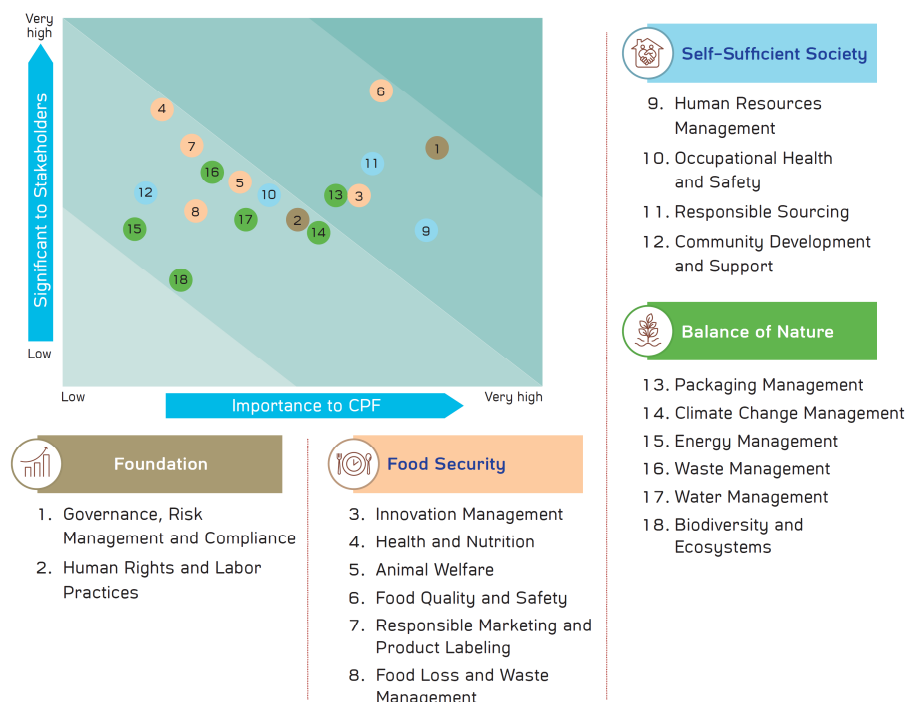 Very
high
Significant to Stakeholders
Low
6
4
1
7
11
16
5
12
10
13
3
8
17
2
14
15
9
18
Low
Importance to CPF
Very high
Foundation
1. Governance, Risk
Management and Compliance
2. Human Rights and Labor
Practices
Food Security
3. Innovation Management
4. Health and Nutrition
5. Animal Welfare
6. Food Quality and Safety
7. Responsible Marketing and
Product Labeling
8. Food Loss and Waste
Management
Self-Sufficient Society
9. Human Resources
Management
10. Occupational Health
and Safety
11. Responsible Sourcing
12. Community Development
and Support
Balance of Nature
13. Packaging Management
14. Climate Change Management
15. Energy Management
16. Waste Management
17. Water Management
18. Biodiversity and
Ecosystems